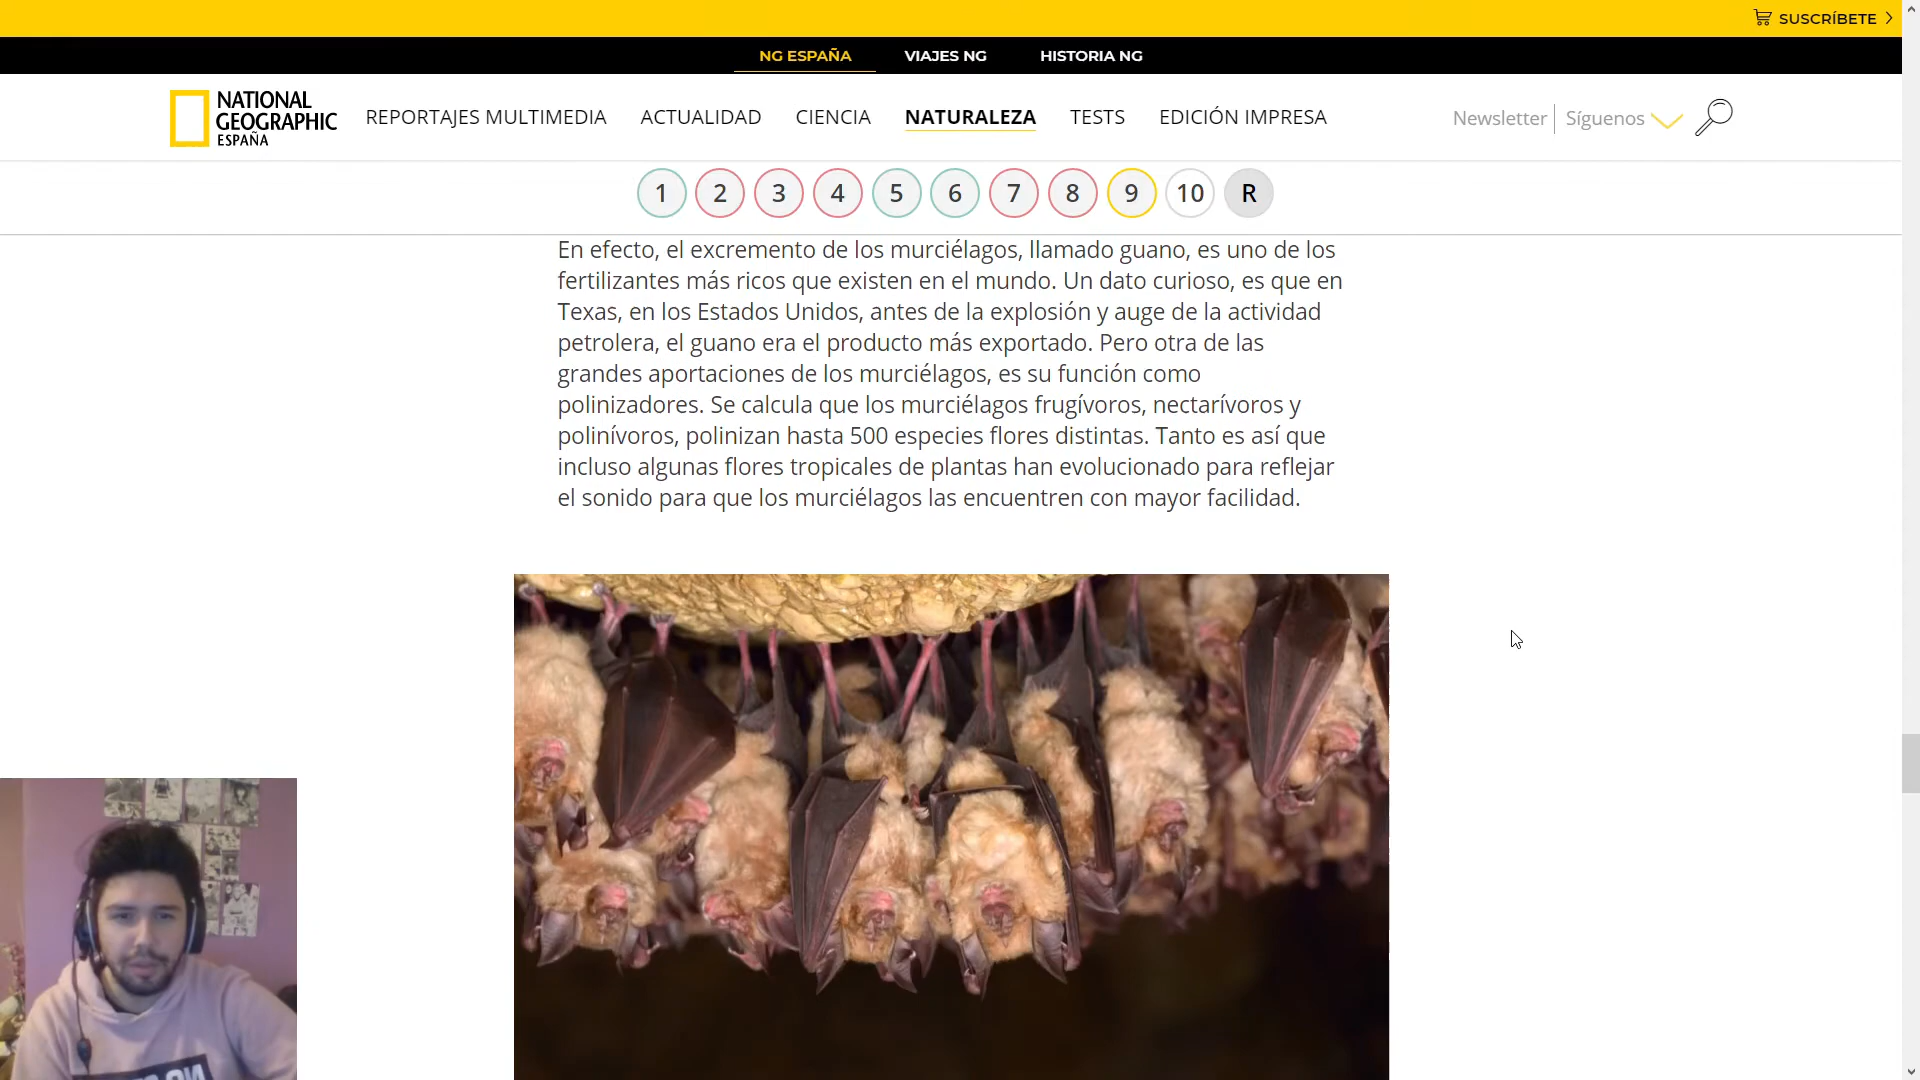 SUSCRÍBETE
NG ESPAÑA VIAJES NG HISTORIA NG
NATIONAL
GEOGRAPHIC
ESPAÑA
REPORTAJES MULTIMEDIA ACTUALIDAD CIENCIA NATURALEZA TESTS EDICIÓN IMPRESA Newsletter Síguenos
1 2 3 4 5 6 7 8 9 10 R
En efecto, el excremento de los murciélagos, llamado guano, es uno de los
fertilizantes más ricos que existen en el mundo. Un dato curioso, es que en
Texas, en los Estados Unidos, antes de la explosión y auge de la actividad
petrolera, el guano era el producto más exportado. Pero otra de las
grandes aportaciones de los murciélagos, es su función como
polinizadores. Se calcula que los murciélagos frugívoros, nectarívoros y
polinívoros, polinizan hasta 500 especies flores distintas. Tanto es así que
incluso algunas flores tropicales de plantas han evolucionado para reflejar
el sonido para que los murciélagos las encuentren con mayor facilidad.